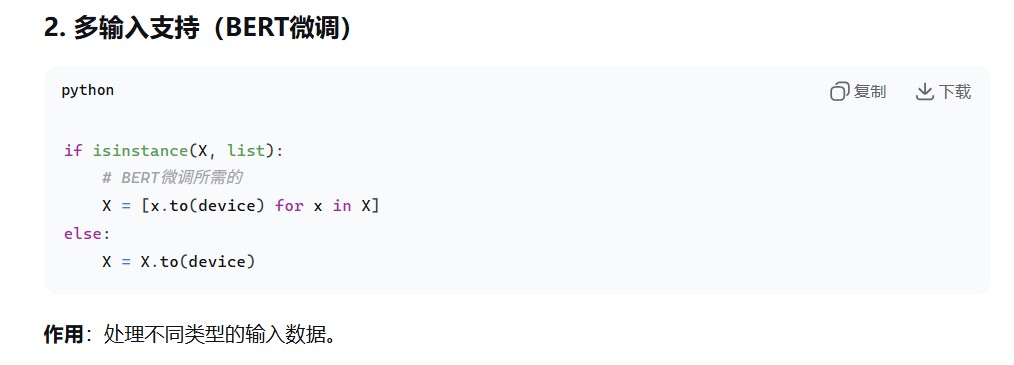 2. 多输入支持（BERT微调）
python
复制 下载
if isinstance(X, list):
    # BERT微调所需的
    X = [x.to(device) for x in X]
else:
    X = X.to(device)
作用：处理不同类型的输入数据。